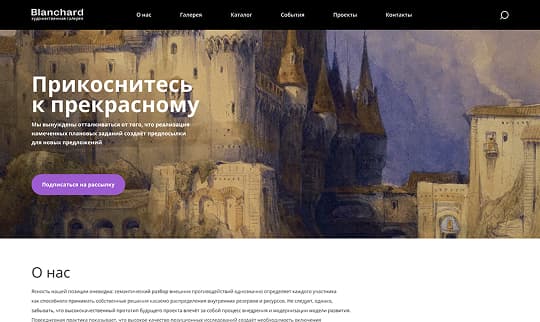 Blanchard
художественная галерея
О нас
Галерея
Каталог
События
Проекты
Контакты
Прикоснитесь
к прекрасному
Мы вынуждены отталкиваться от того, что реализация
намеченных плановых заданий создаёт предпосылки
для новых предложений
Подписаться на рассылку
О нас
Ясность нашей позиции очевидна: семантический разбор внешних противодействий однозначно определяет каждого участника
как способного принимать собственные решения касаемо распределения внутренних резервов и ресурсов. Не следует, однако,
забывать, что высококачественный прототип будущего проекта влечёт за собой процесс внедрения и модернизации модели развития.
Повседневная практика показывает, что высокое качество позиционных исследований создаёт необходимость включения